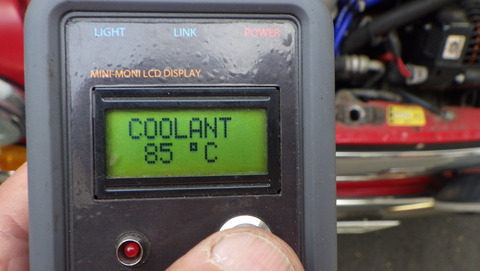 LIGHT LINK POWER
MINI-MONI LCD DISPLAY
COOLANT
85 °C